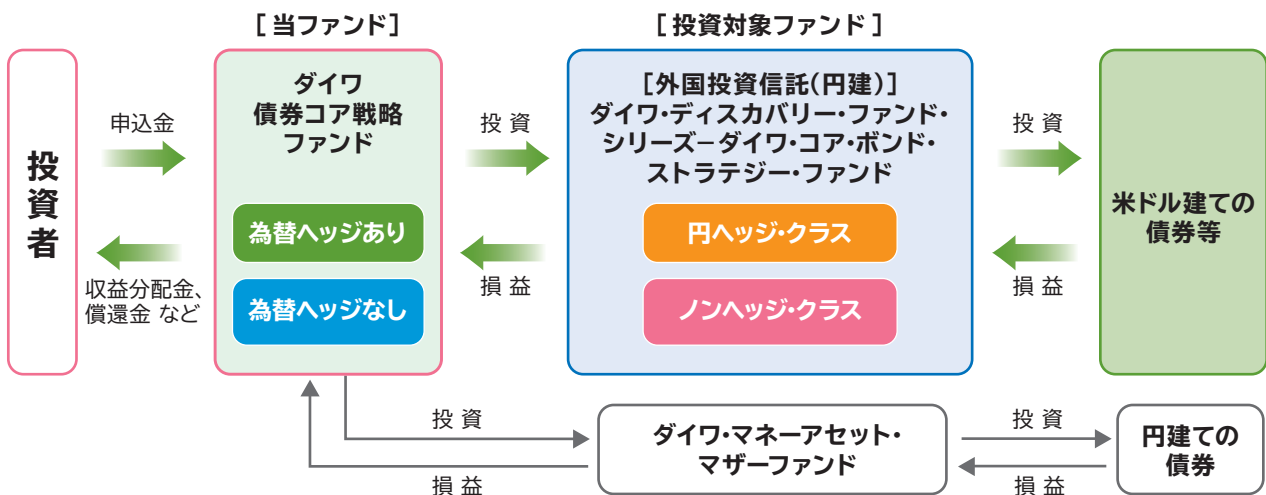 [ 当ファンド]
[ 投資対象ファンド ]
投資者
申込金
収益分配金、
償還金 など
ダイワ
債券コア戦略
ファンド
為替ヘッジあり
為替ヘッジなし
投 資
損 益
[外国投資信託(円建)]
ダイワ・ディスカバリー・ファンド・
シリーズ－ダイワ・コア・ボンド・
ストラテジー・ファンド
円ヘッジ・クラス
ノンヘッジ・クラス
投 資
損 益
米ドル建ての
債券等
投 資
損 益
ダイワ・マネーアセット・
マザーファンド
投 資
損 益
円建ての
債券